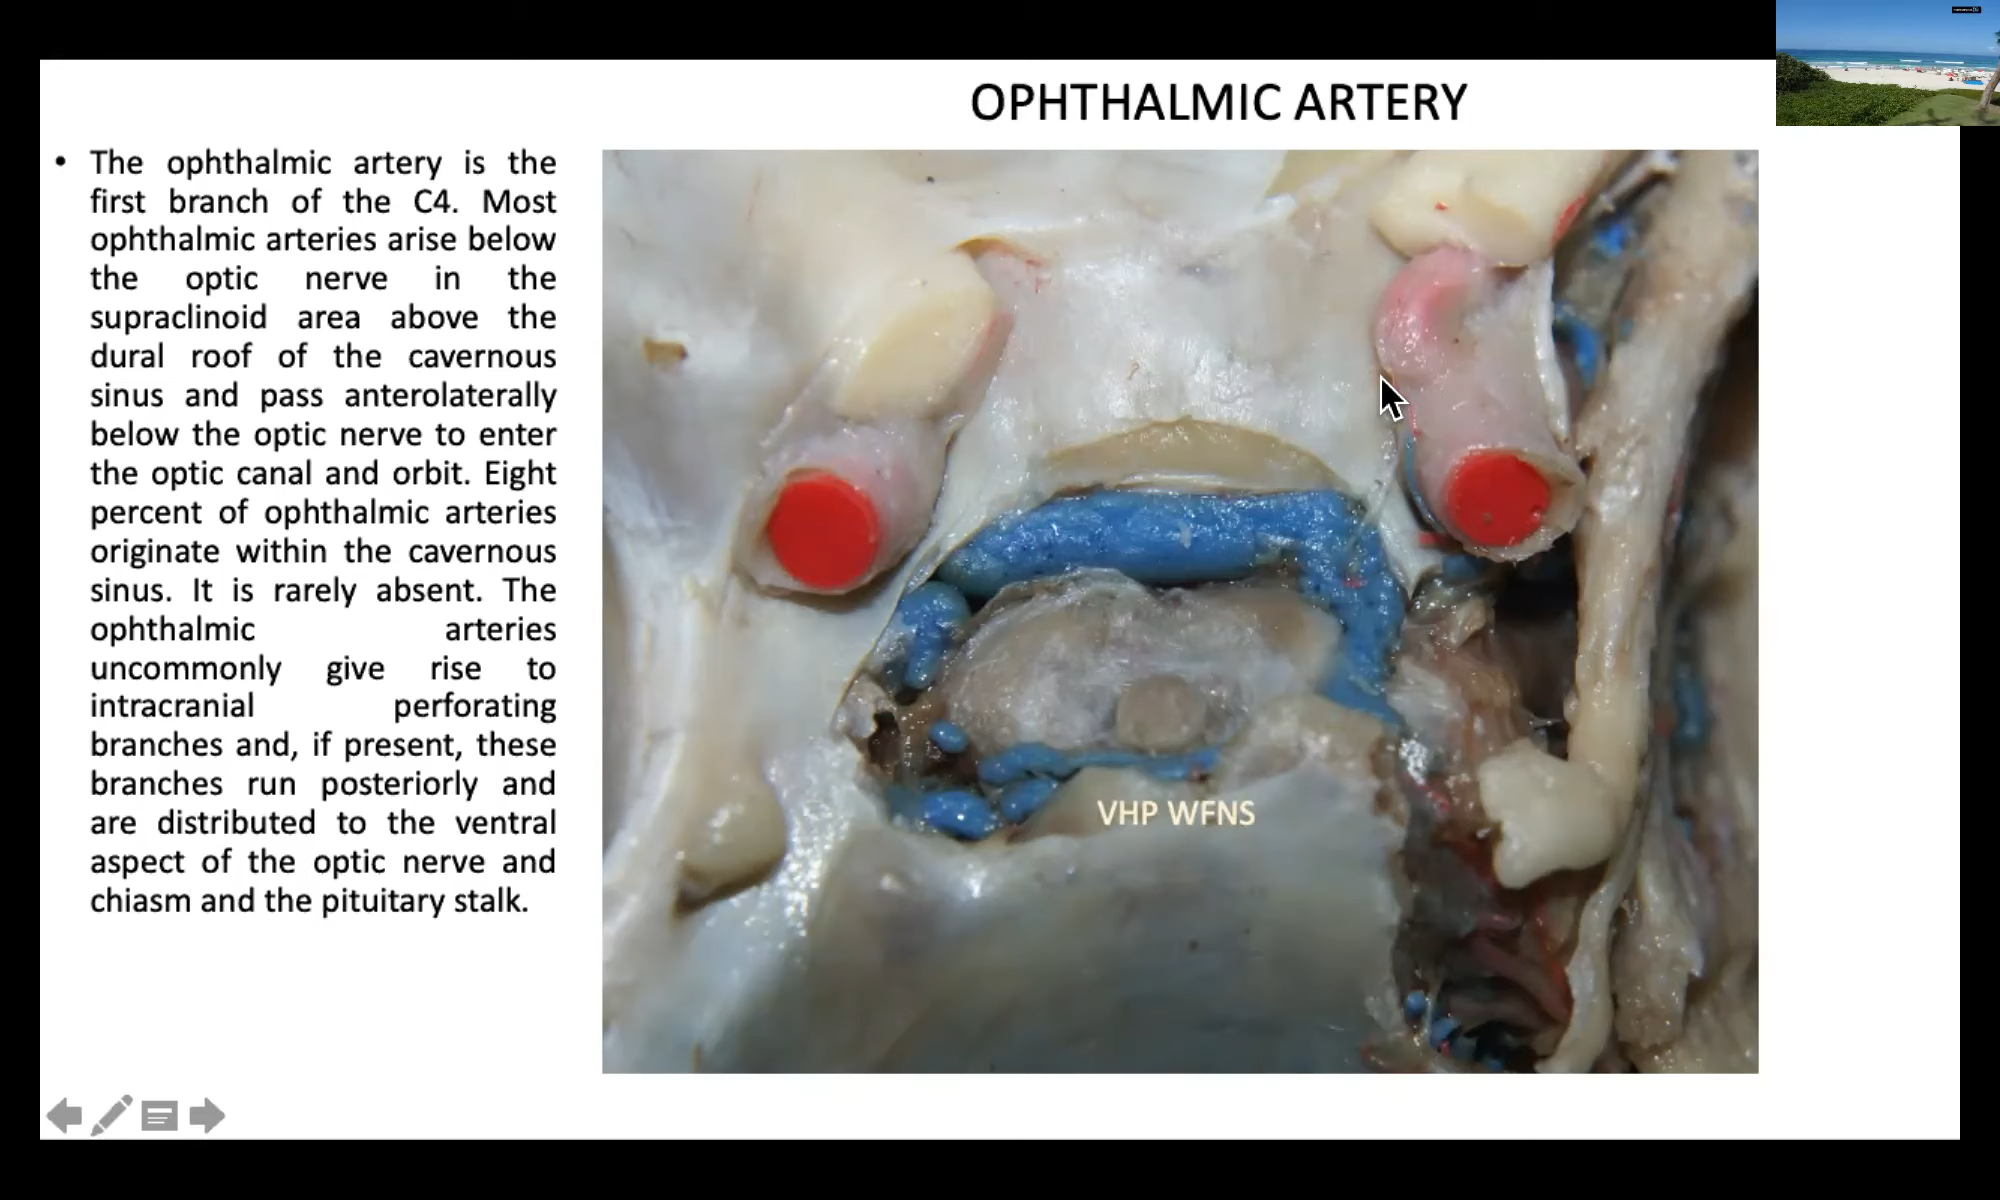 OPHTHALMIC ARTERY
• The ophthalmic artery is the
first branch of the C4. Most
ophthalmic arteries arise below
the optic nerve in the
supraclinoid area above the
dural roof of the cavernous
sinus and pass anterolaterally
below the optic nerve to enter
the optic canal and orbit. Eight
percent of ophthalmic arteries
originate within the cavernous
sinus. It is rarely absent. The
ophthalmic arteries
uncommonly give rise to
intracranial perforating
branches and, if present, these
branches run posteriorly and
are distributed to the ventral
aspect of the optic nerve and
chiasm and the pituitary stalk.
VHP WFNS